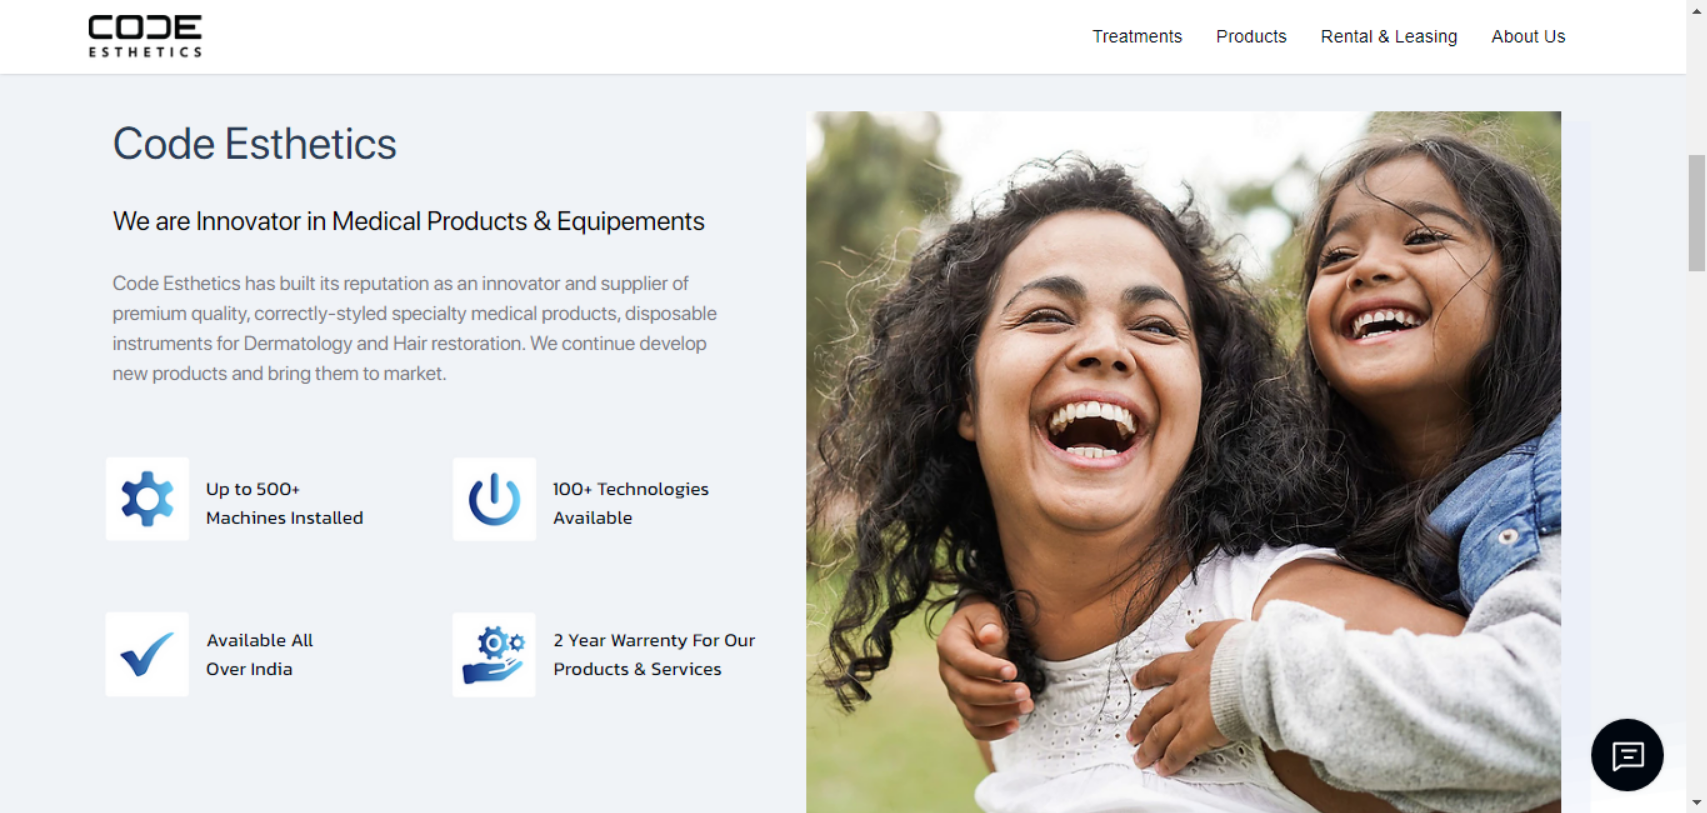 CODE
ESTHETICS
Treatments Products Rental & Leasing About Us
Code Esthetics
We are Innovator in Medical Products & Equipements
Code Esthetics has built its reputation as an innovator and supplier of
premium quality, correctly-styled specialty medical products, disposable
instruments for Dermatology and Hair restoration. We continue develop
new products and bring them to market.
Up to 500+
Machines Installed
100+ Technologies
Available
Available All
Over India
2 Year Warrenty For Our
Products & Services